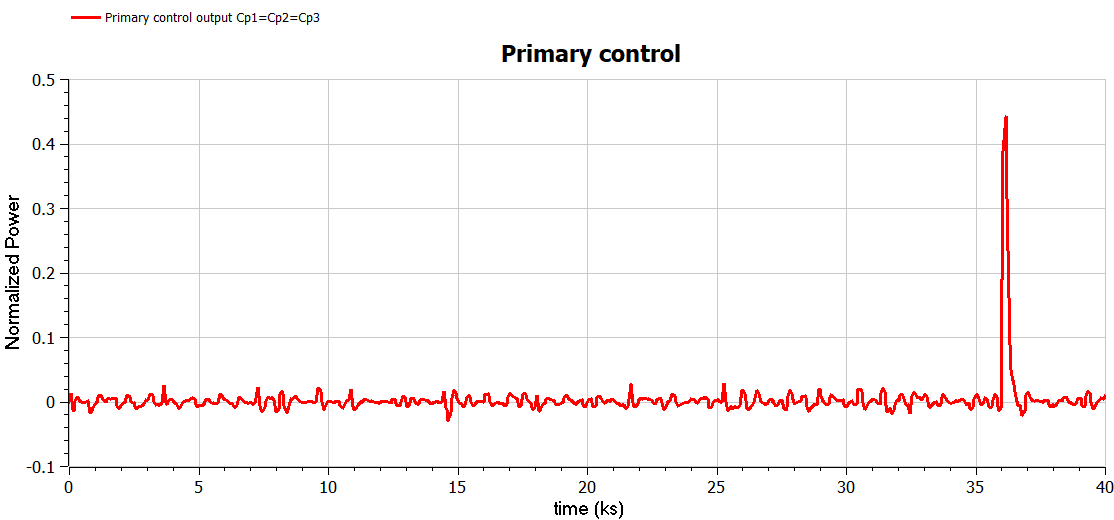 Primary control output Cp1=Cp2=Cp3
Primary control
Normalized Power
0.5
0.4
0.3
0.2
0.1
0
-0.1
0 5 10 15 20 25 30 35 40
time (ks)